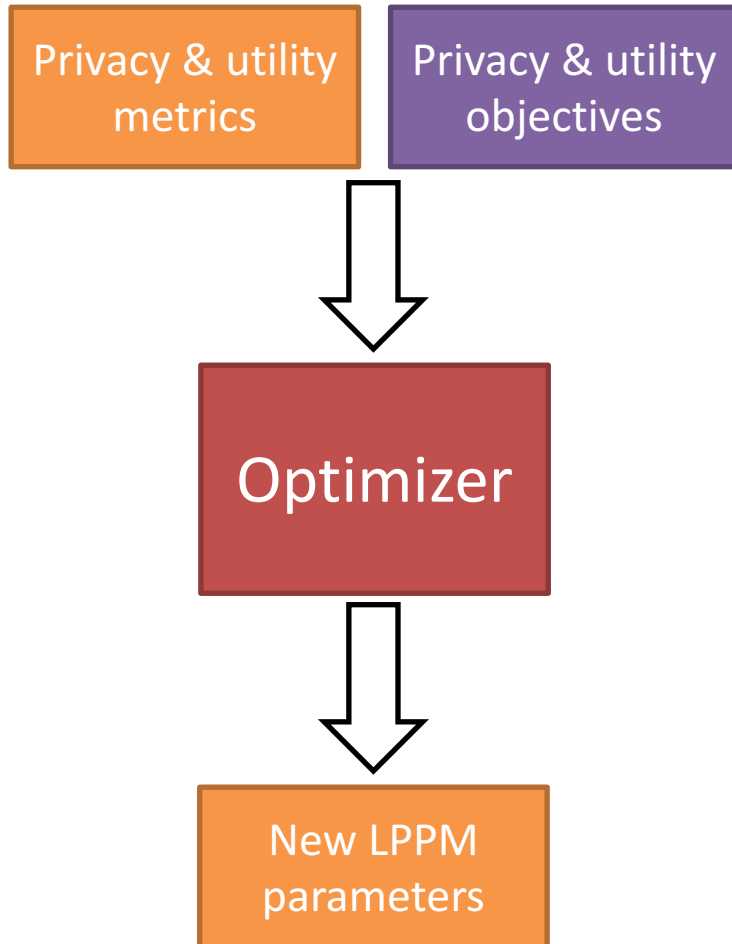 Privacy & utility
metrics
Privacy & utility
objectives
Optimizer
New LPPM
parameters